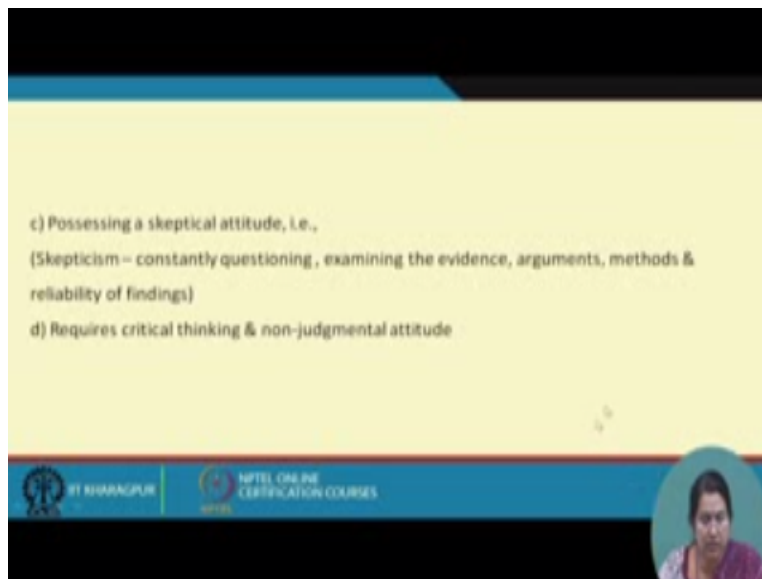 c) Possessing a skeptical attitude, i.e.,
(Skepticism – constantly questioning , examining the evidence, arguments, methods &
reliability of findings)
d) Requires critical thinking & non-judgmental attitude
IIT KHARAGPUR
NPTEL ONLINE
CERTIFICATION COURSES
NPTEL